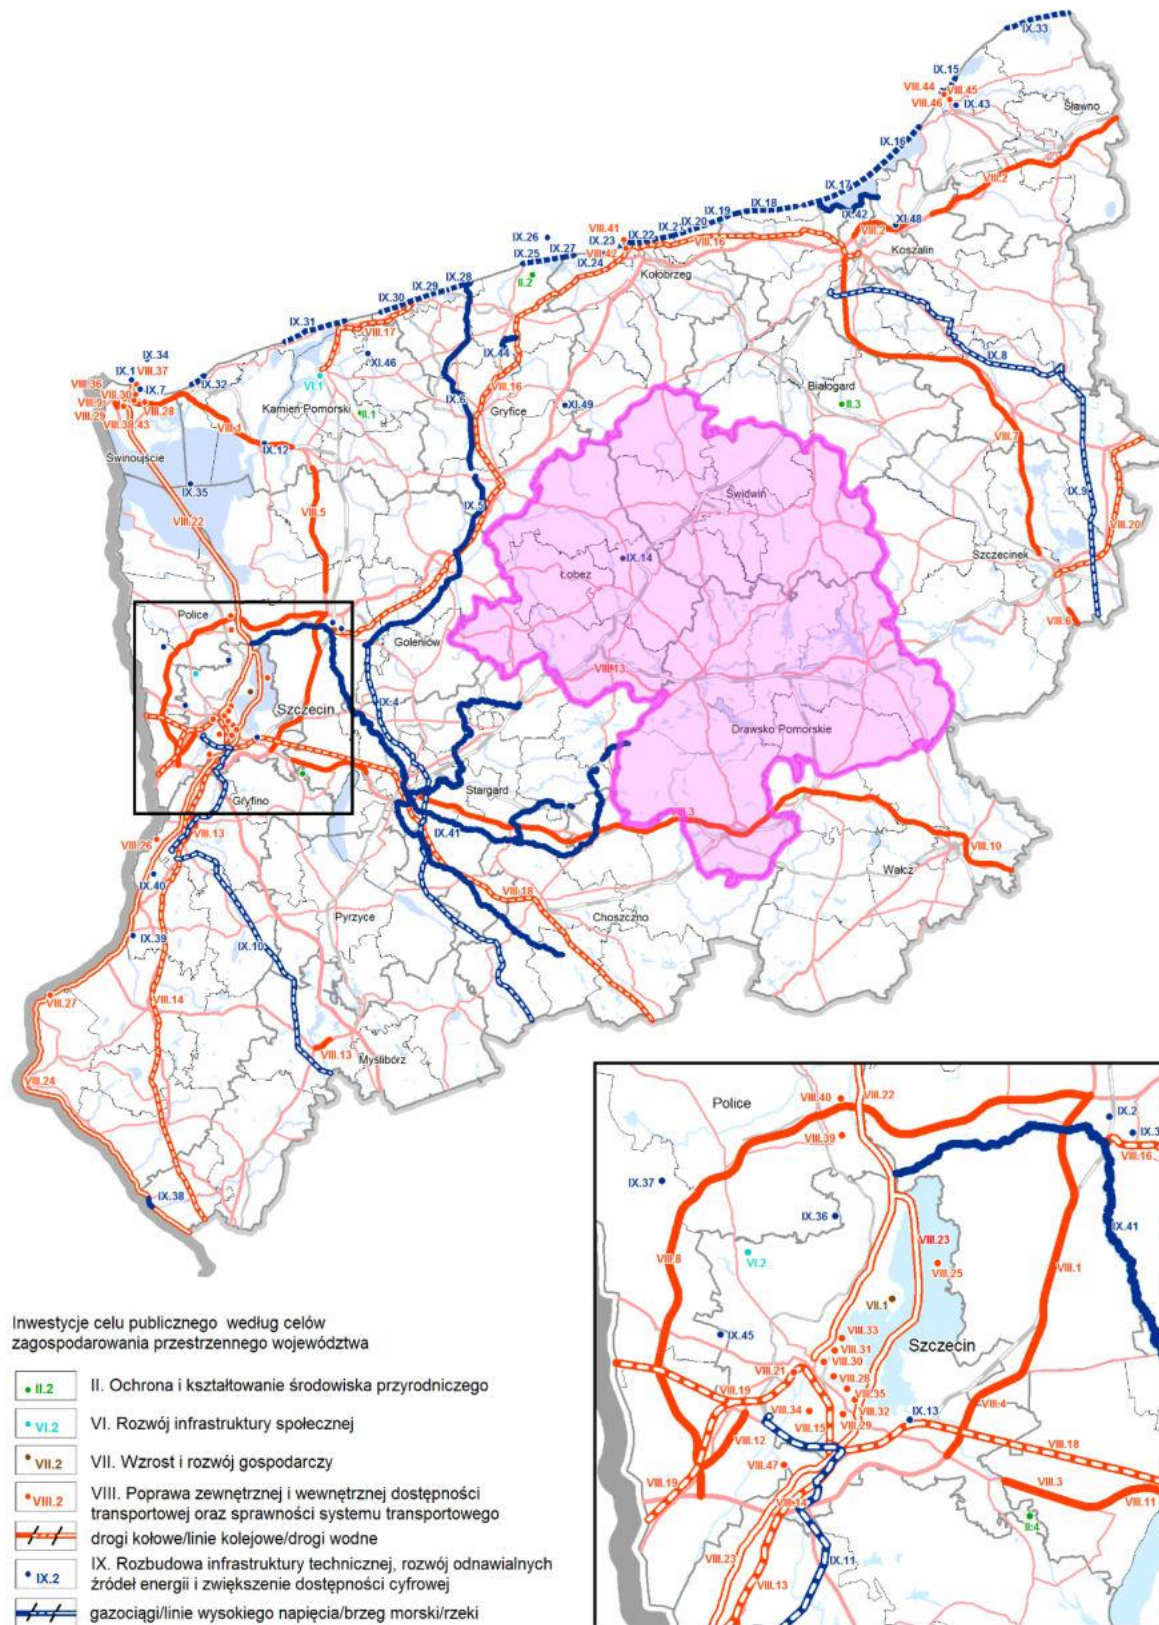 IX.33
IX.15
VIII.44
VIII.45
VIII.46
IX.43
Sławno
IX.16
VIII.2
IX.17
IX.18
IX.42
XI.48
IX.19
IX.20
IX.21
VIII.2
VIII.41
IX.22
VIII.16
Koszalin
IX.26
IX.23
VIII.42
IX.25
IX.27
IX.24
Kołobrzeg
II.2
IX.28
IX.29
IX.30
IX.31
VIII.17
IX.44
IX.8
IX.34
XI.46
IX.1
VIII.37
VIII.36
IX.7
IX.32
VI.1
VIII.16
Białogard
VIII.30
VIII.9
VIII.28
VIII.29
VIII.38,43
Kamień Pomorski
II.1
IX.6
Gryfice
XI.49
II.3
VIII.1
VIII.7
IX.12
Świnoujście
IX.35
IX.9
VIII.5
IX.5
Świdwin
VIII.22
VIII.20
Szczecinek
IX.14
Łobez
Police
VIII.6
Goleniów
VIII.13
IX.4
Szczecin
Drawsko Pomorskie
Stargard
Gryfino
VIII.3
VIII.13
IX.41
VIII.26
VIII.10
Wałcz
IX.40
VIII.18
Choszczno
Pyrzyce
IX.39
IX.10
VIII.27
VIII.14
VIII.13
Myślibórz
VIII.24
IX.38
Police
VIII.40
VIII.22
IX.2
IX.3
VIII.39
VIII.16
IX.37
IX.36
IX.41
VIII.23
VIII.8
VI.2
VIII.25
VIII.1
VII.1
IX.45
VIII.33
VIII.31
Szczecin
VIII.30
VIII.21
VIII.28
VIII.19
VIII.35
VIII.34
VIII.32
IX.13
VIII.4
VIII.15
VIII.29
VIII.12
VIII.18
VIII.47
VIII.19
VIII.3
VIII.14
VIII.11
II.4
VIII.23
IX.11
VIII.13
Inwestycje celu publicznego według celów
zagospodarowania przestrzennego województwa
II.2 II. Ochrona i kształtowanie środowiska przyrodniczego
VI.2 VI. Rozwój infrastruktury społecznej
VII.2 VII. Wzrost i rozwój gospodarczy
VIII.2 VIII. Poprawa zewnętrznej i wewnętrznej dostępności
transportowej oraz sprawności systemu transportowego
drogi kołowe/linie kolejowe/drogi wodne
IX.2 IX. Rozbudowa infrastruktury technicznej, rozwój odnawialnych
źródeł energii i zwiększenie dostępności cyfrowej
gazociągi/linie wysokiego napięcia/brzeg morski/rzeki